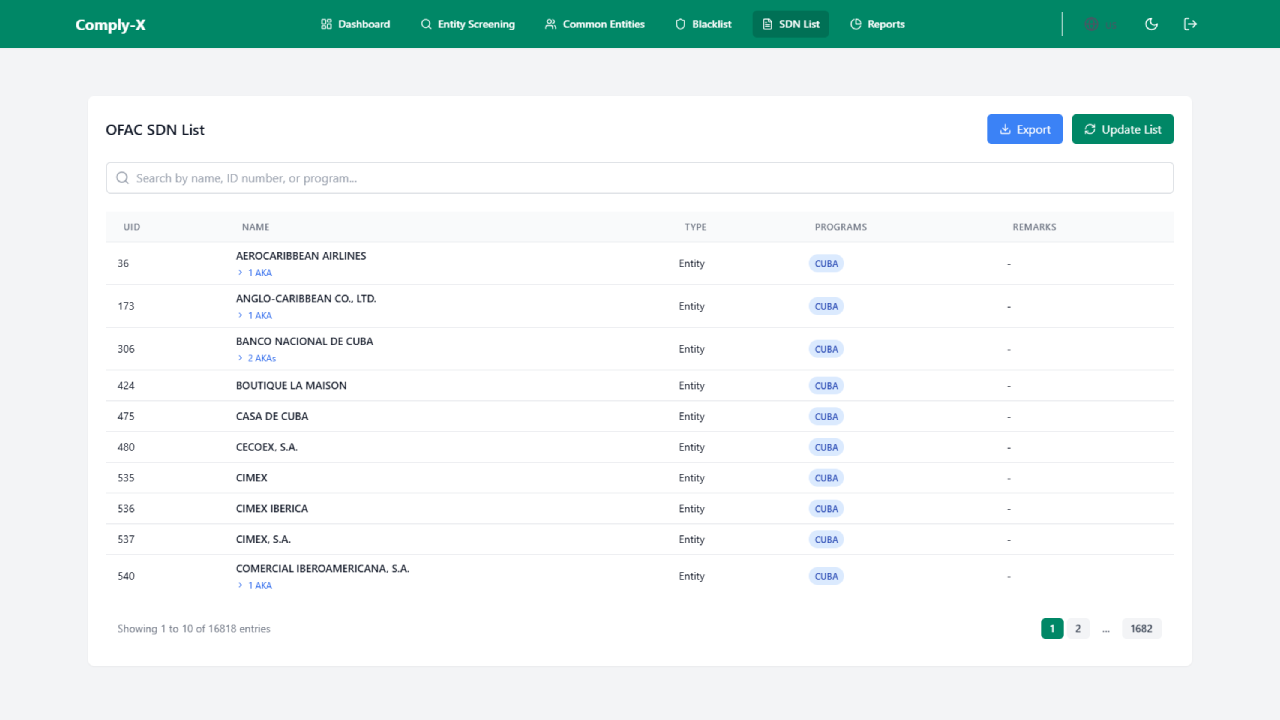 Comply-X
Dashboard
Entity Screening
Common Entities
Blacklist
SDN List
Reports
OFAC SDN List
Export
Update List
Search by name, ID number, or program...
UID NAME TYPE PROGRAMS REMARKS
36 AEROCARIBBEAN AIRLINES Entity CUBA -
1 AKA
173 ANGLO-CARIBBEAN CO., LTD. Entity CUBA -
1 AKA
306 BANCO NACIONAL DE CUBA Entity CUBA -
2 AKAs
424 BOUTIQUE LA MAISON Entity CUBA -
475 CASA DE CUBA Entity CUBA -
480 CECOEX, S.A. Entity CUBA -
535 CIMEX Entity CUBA -
536 CIMEX IBERICA Entity CUBA -
537 CIMEX, S.A. Entity CUBA -
540 COMERCIAL IBEROAMERICANA, S.A. Entity CUBA -
1 AKA
Showing 1 to 10 of 16818 entries
1 2 ... 1682